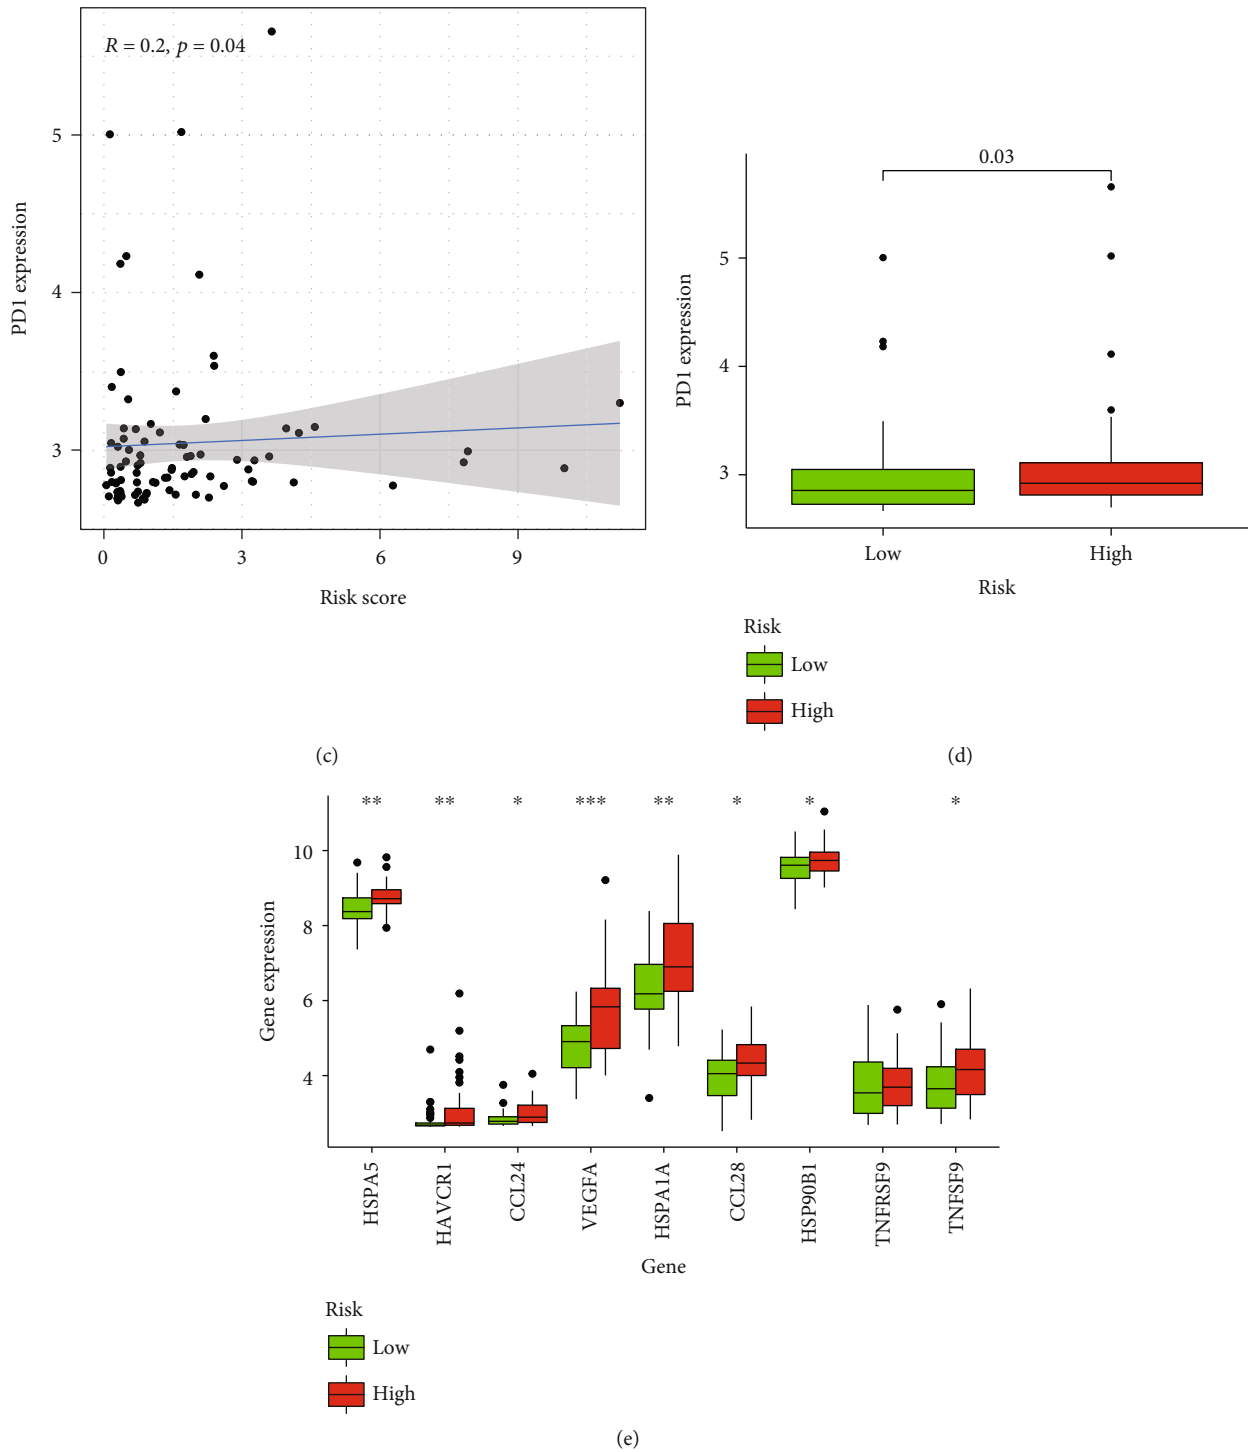 R = 0.2, p = 0.04
5
4
3
PD1 expression
0 3 6 9
Risk score
(c)
0.03
5
4
3
PD1 expression
Low High
Risk
Risk
Low
High
(d)
** ** * *** ** * * *
10
8
6
4
Gene expression
HSPA5
HAVCR1
CCL24
VEGFA
HSPA1A
CCL28
HSP90B1
TNFRSF9
TNFSF9
Gene
Risk
Low
High
(e)